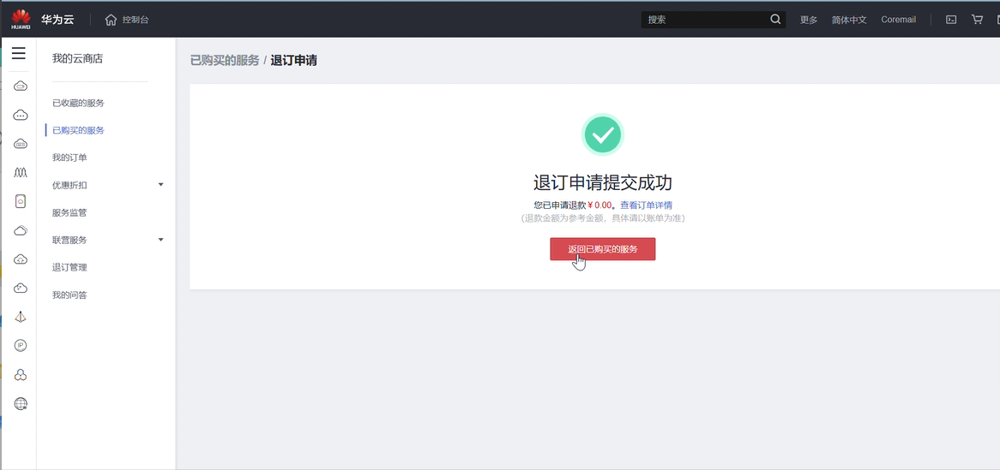 HUAWEI
华为云
控制台
搜索
更多
简体中文
Coremail
我的云商店
已收藏的服务
已购买的服务
我的订单
优惠折扣
服务监管
联营服务
退订管理
我的问答
已购买的服务 / 退订申请
退订申请提交成功
您已申请退款¥0.00。查看订单详情
(退款金额为参考金额,具体请以账单为准)
返回已购买的服务
IP